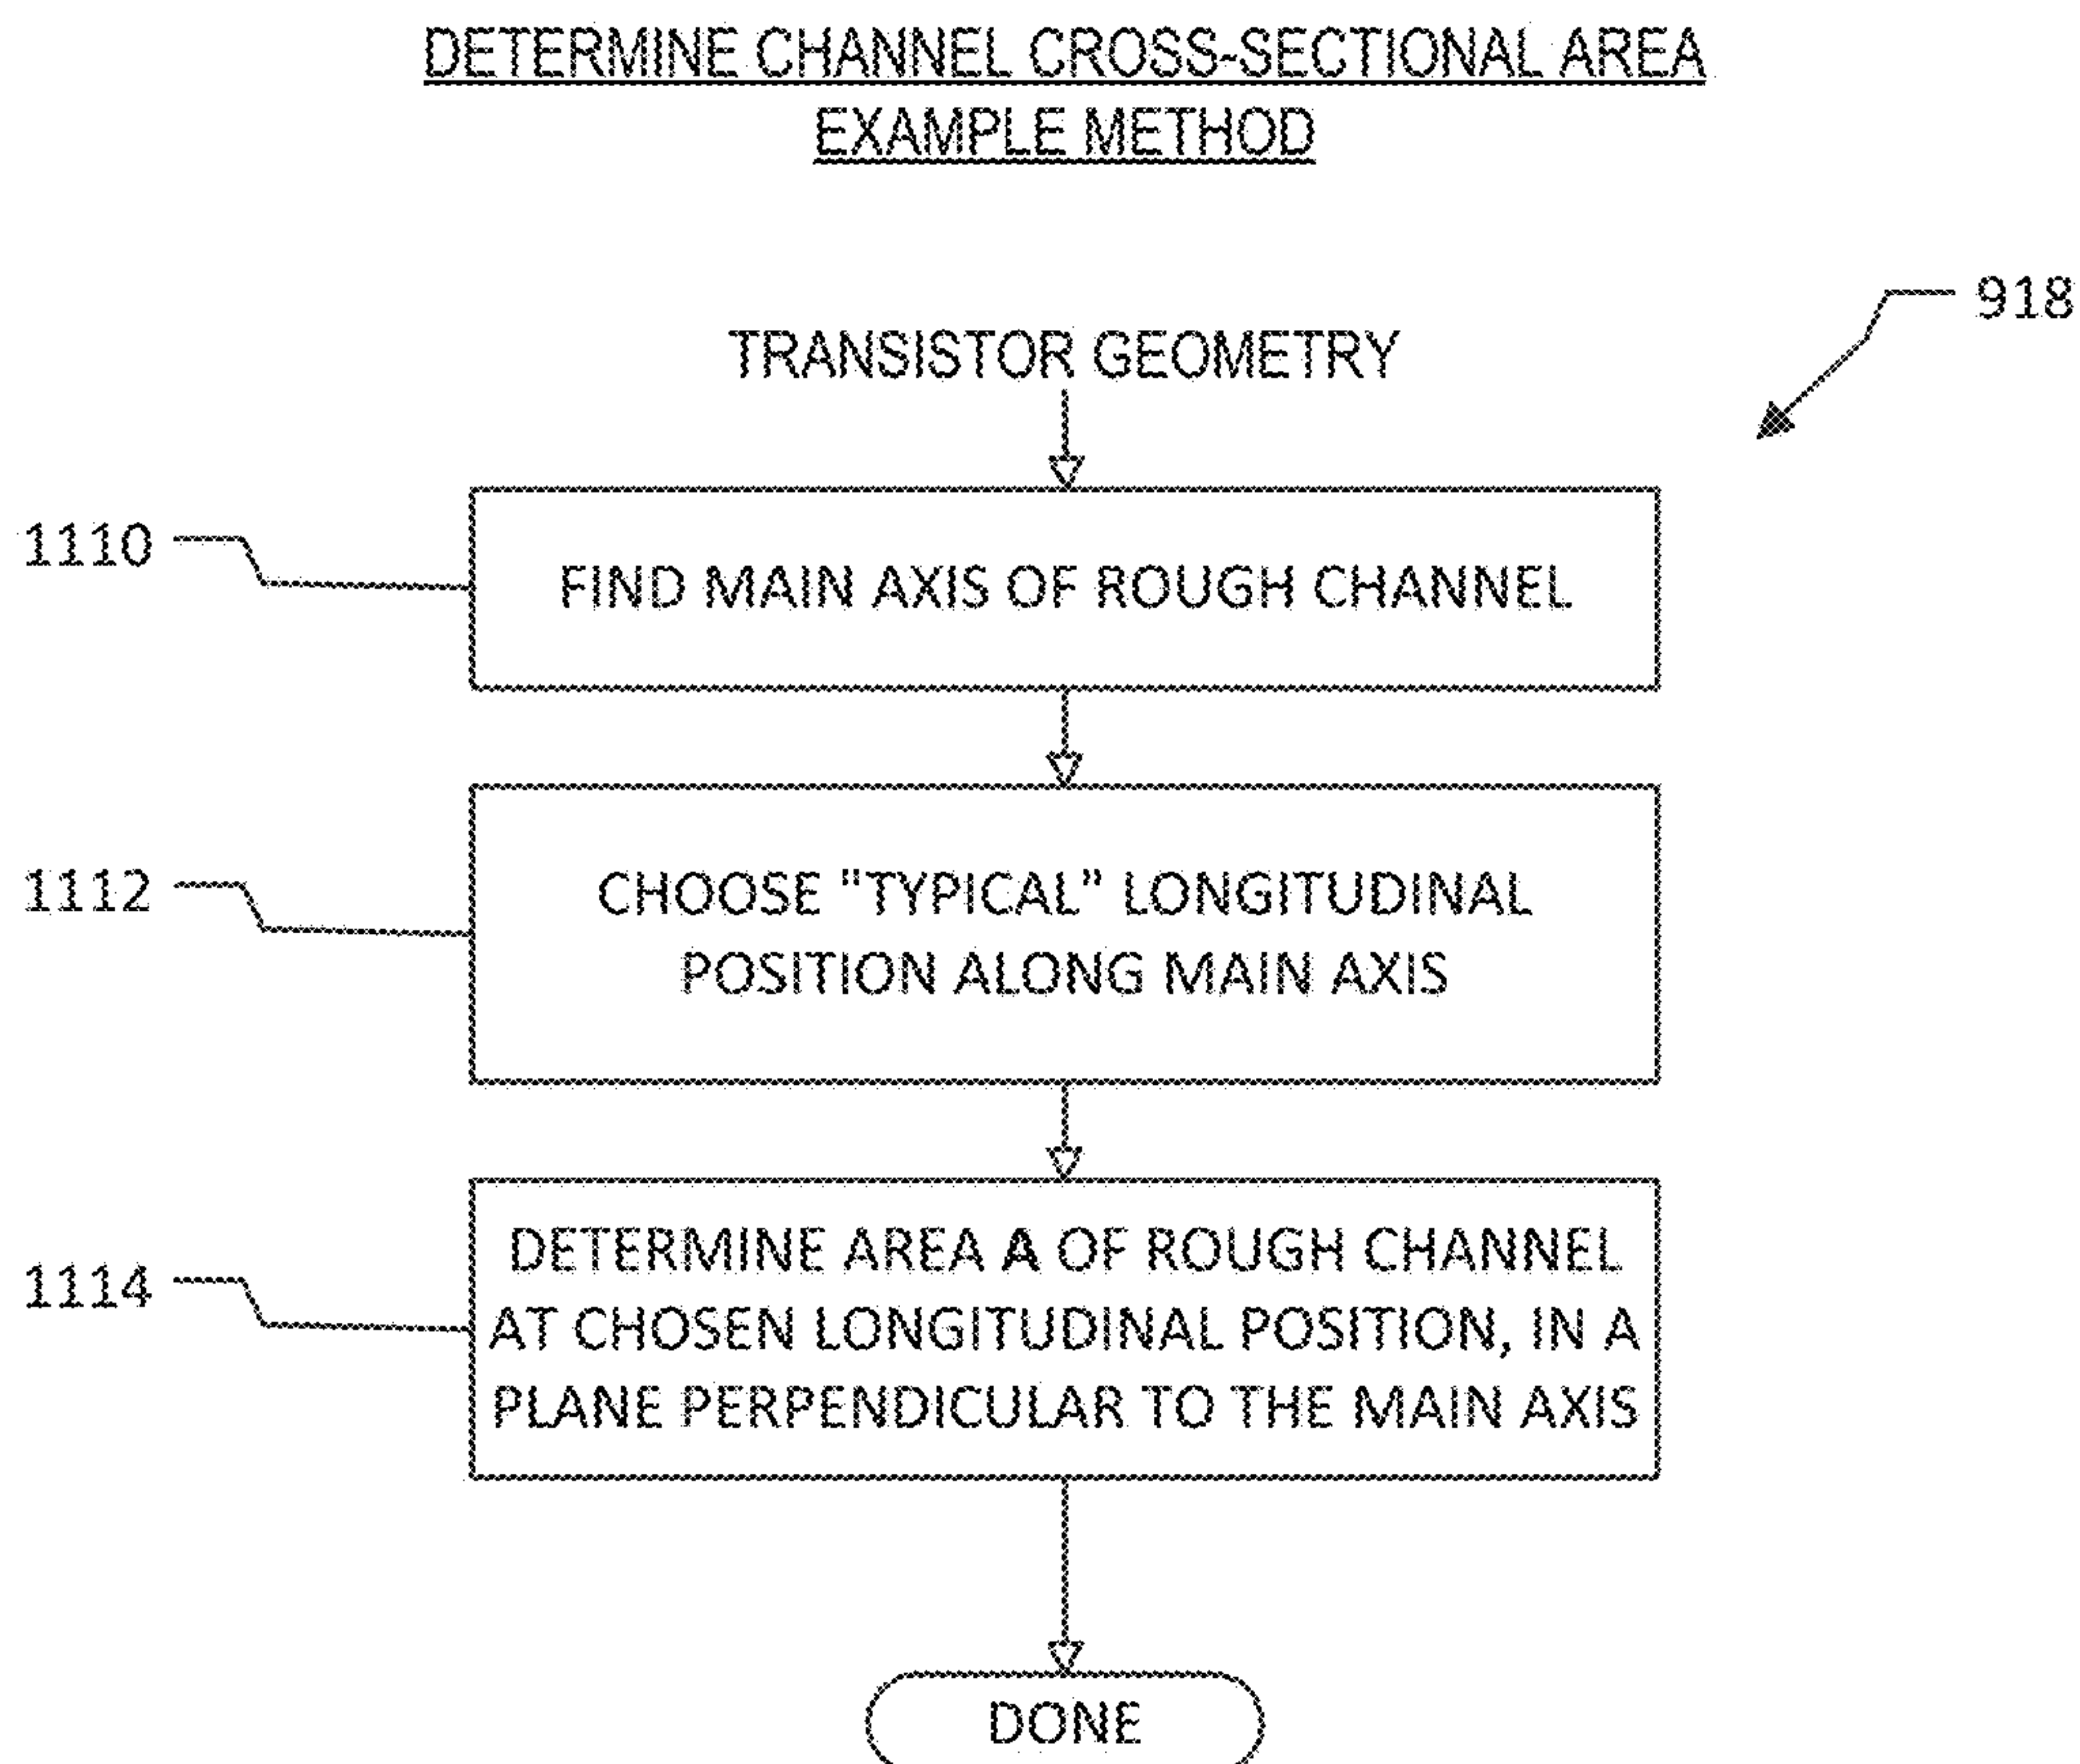 DETERMINE CHANNEL CROSS-SECTIONAL AREA
EXAMPLE METHOD
918
TRANSISTOR GEOMETRY
1110
FIND MAIN AXIS OF ROUGH CHANNEL
1112
CHOOSE "TYPICAL" LONGITUDINAL
POSITION ALONG MAIN AXIS
1114
DETERMINE AREA A OF ROUGH CHANNEL
AT CHOSEN LONGITUDINAL POSITION, IN A
PLANE PERPENDICULAR TO THE MAIN AXIS
DONE